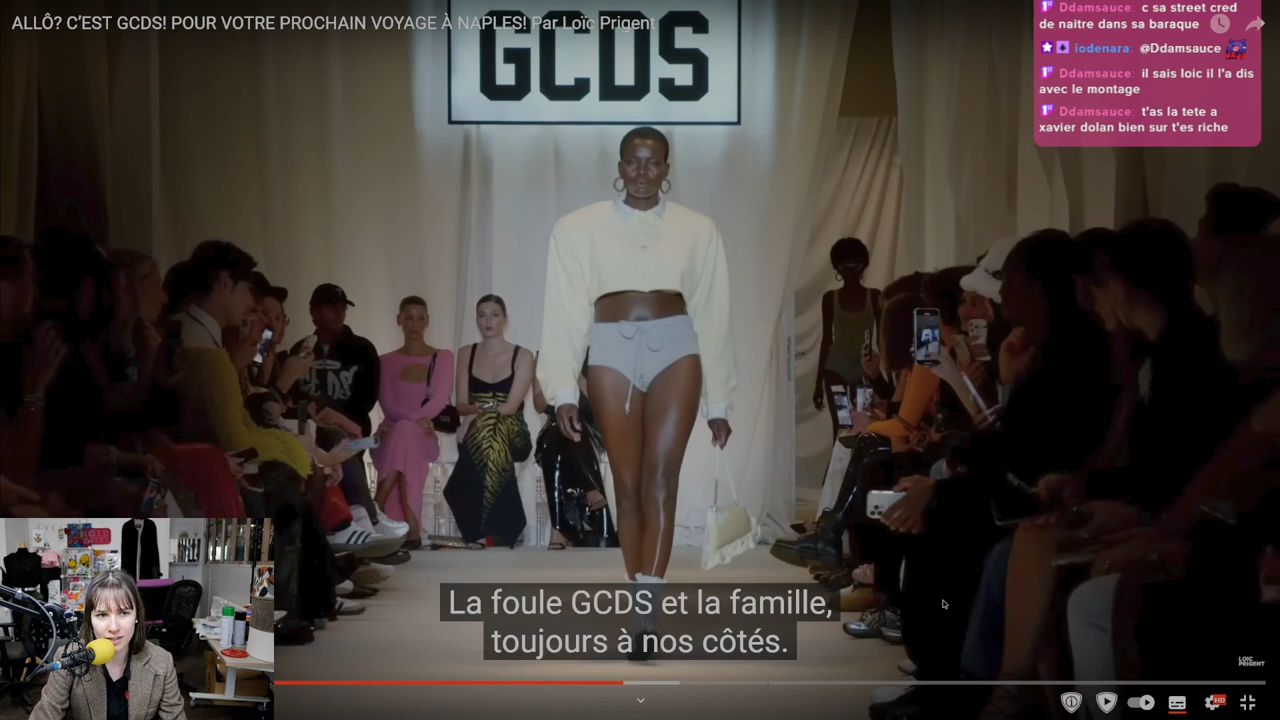 ALLÔ? C'EST GCDS! POUR VOTRE PROCHAIN VOYAGE À NAPLES! Par Loïc Prigent
GCDS
Ddamsauce: c sa street cred
de naitre dans sa baraque
iodenara: @Ddamsauce
Ddamsauce: il sais loic il l'a dis
avec le montage
Ddamsauce: t'as la tete a
xavier dolan bien sur t'es riche
La foule GCDS et la famille,
toujours à nos côtés.
LOIC
PRIGENT
HD